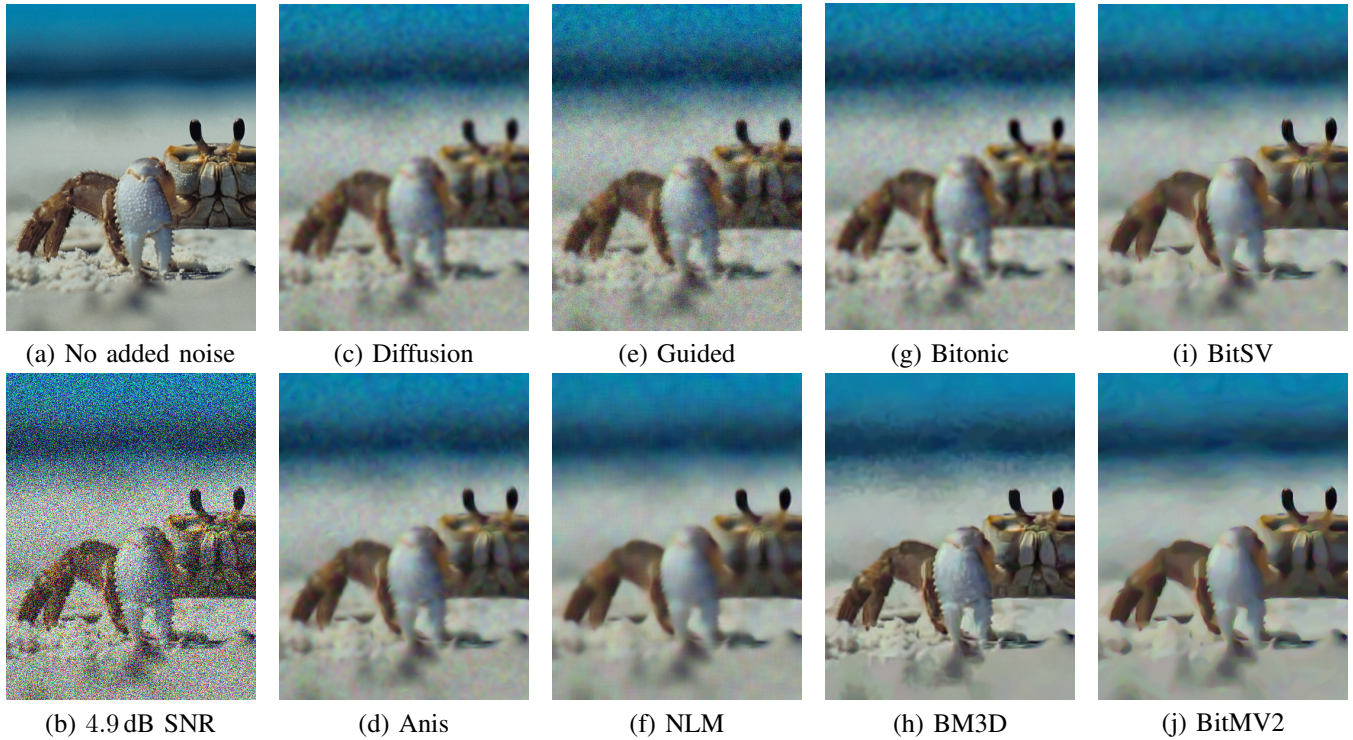 (a) No added noise
(c) Diffusion
(e) Guided
(g) Bitonic
(i) BitSV
(b) 4.9 dB SNR
(d) Anis
(f) NLM
(h) BM3D
(j) BitMV2